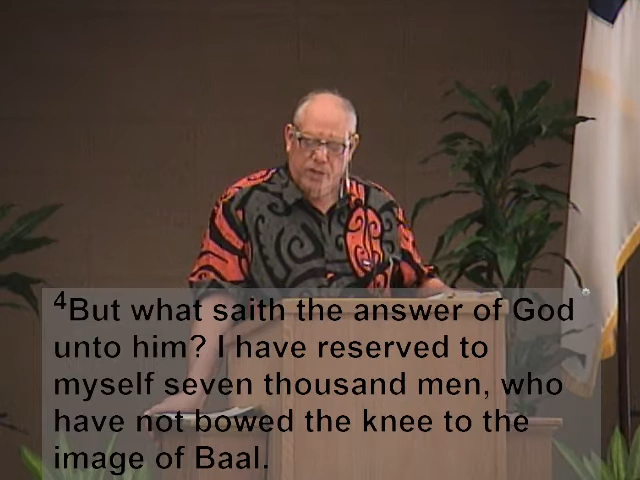 ⁴But what saith the answer of God
unto him? I have reserved to
myself seven thousand men, who
have not bowed the knee to the
image of Baal.